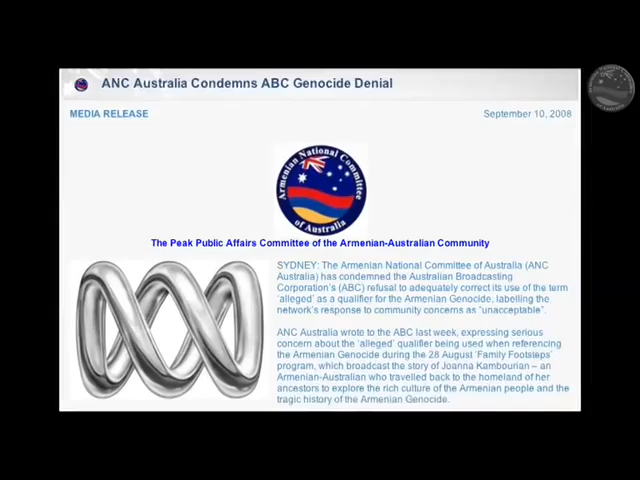 ANC Australia Condemns ABC Genocide Denial
MEDIA RELEASE
September 10, 2008
Armenian National Committee
of Australia
The Peak Public Affairs Committee of the Armenian-Australian Community
SYDNEY: The Armenian National Committee of Australia (ANC
Australia) has condemned the Australian Broadcasting
Corporation's (ABC) refusal to adequately correct its use of the term
'alleged' as a qualifier for the Armenian Genocide, labelling the
network's response to community concerns as "unacceptable".
ANC Australia wrote to the ABC last week, expressing serious
concern about the 'alleged' qualifier being used when referencing
the Armenian Genocide during the 28 August 'Family Footsteps'
program, which broadcast the story of Joanna Kambourian – an
Armenian-Australian who travelled back to the homeland of her
ancestors to explore the rich culture of the Armenian people and the
tragic history of the Armenian Genocide.